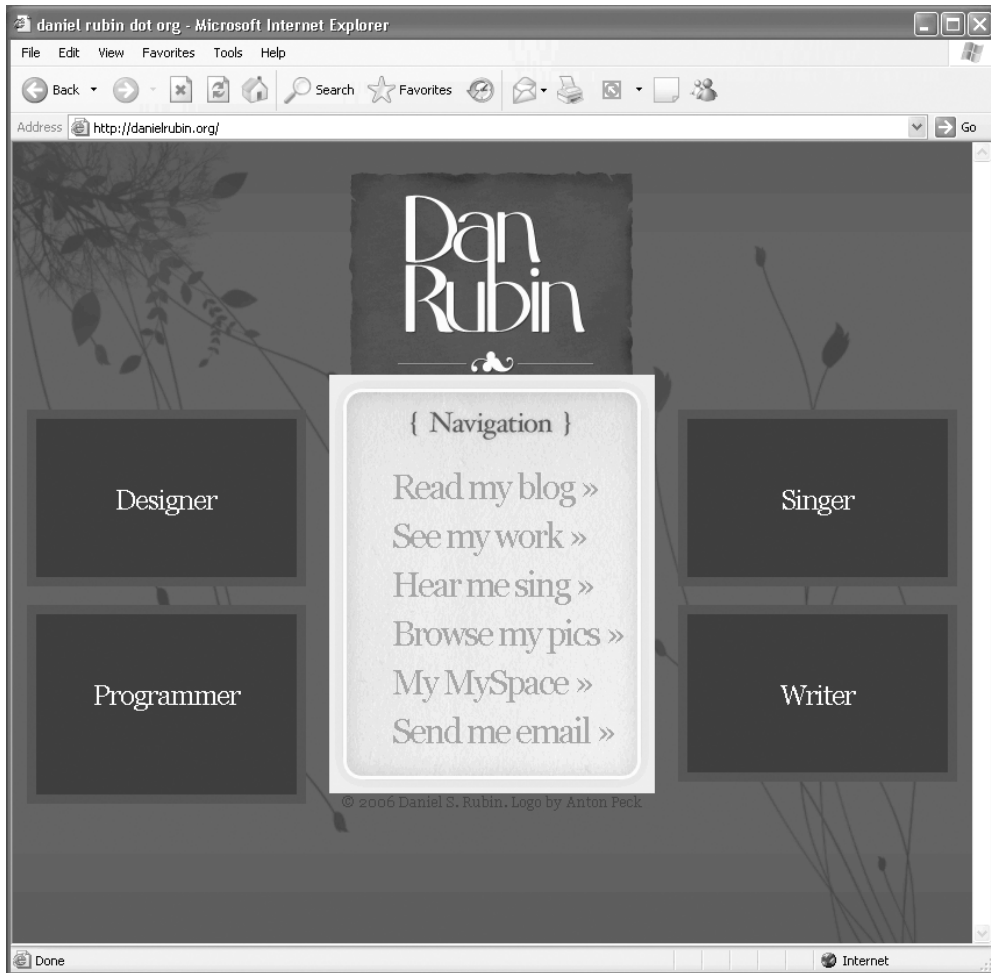 daniel rubin dot org - Microsoft Internet Explorer
File Edit View Favorites Tools Help
Back Search Favorites
Address http://danielrubin.org/ Go
Dan
Rubin
{ Navigation }
Read my blog »
See my work »
Hear me sing »
Browse my pics »
My MySpace »
Send me email »
Designer
Programmer
Singer
Writer
© 2006 Daniel S. Rubin. Logo by Anton Peck
Done Internet